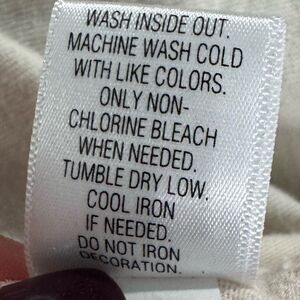 WASH INSIDE OUT.
MACHINE WASH COLD
WITH LIKE COLORS.
ONLY NON-
CHLORINE BLEACH
WHEN NEEDED.
TUMBLE DRY LOW.
COOL IRON
IF NEEDED.
DO NOT IRON
DECORATION.